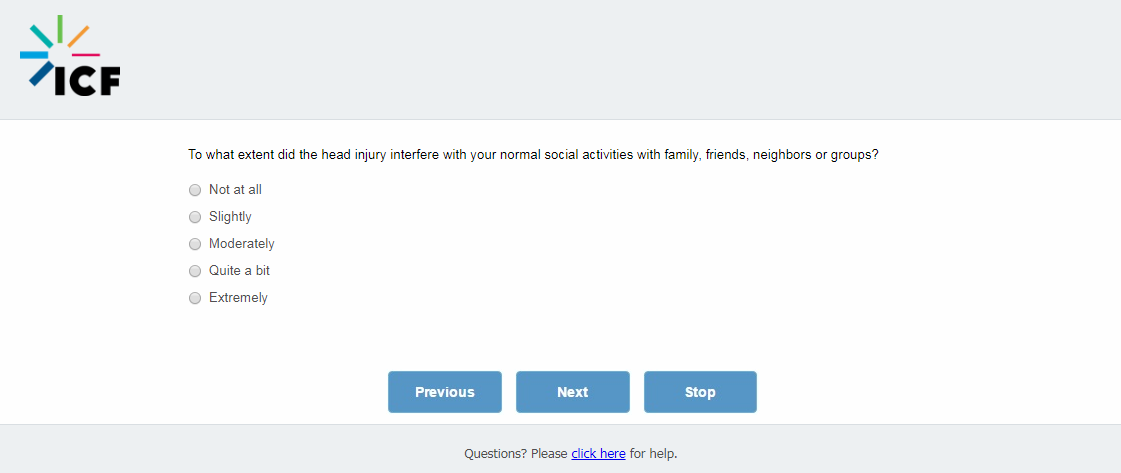 ICF
To what extent did the head injury interfere with your normal social activities with family, friends, neighbors or groups?
Not at all
Slightly
Moderately
Quite a bit
Extremely
Previous Next Stop
Questions? Please click here for help.